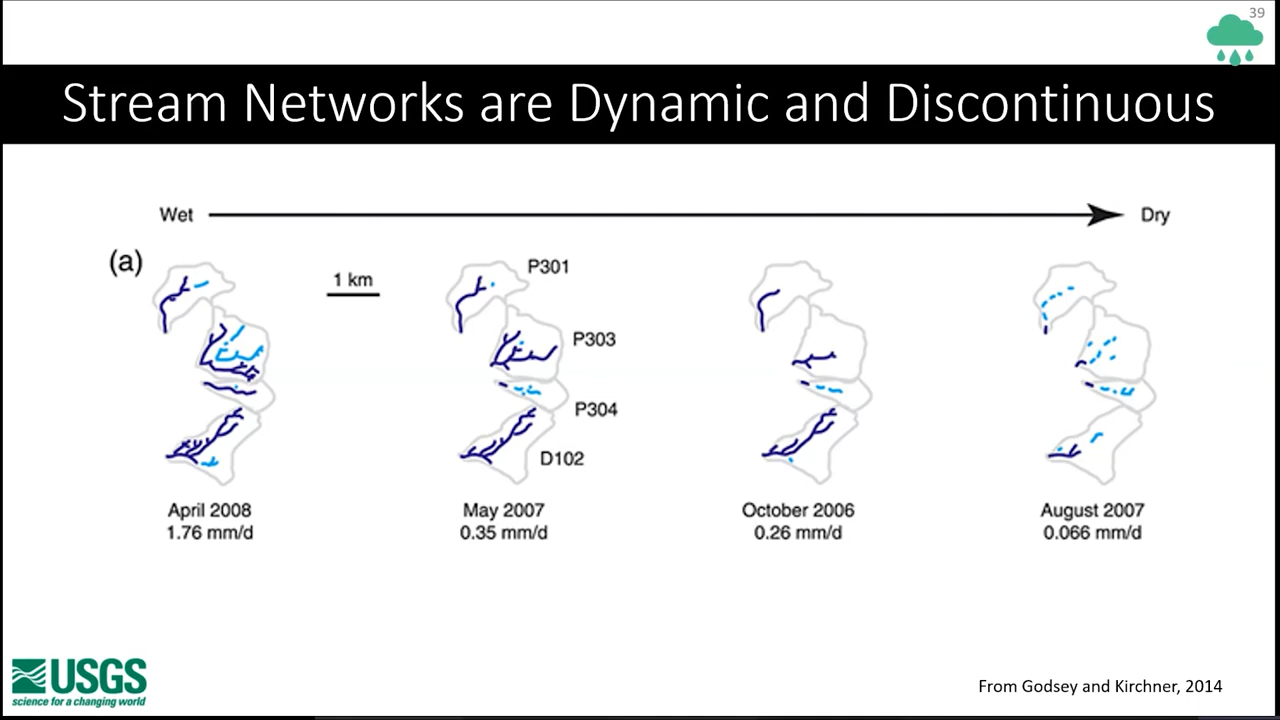 39
Stream Networks are Dynamic and Discontinuous
Wet Dry
(a)
1 km
P301
P303
P304
D102
April 2008 May 2007 October 2006 August 2007
1.76 mm/d 0.35 mm/d 0.26 mm/d 0.066 mm/d
USGS
science for a changing world
From Godsey and Kirchner, 2014